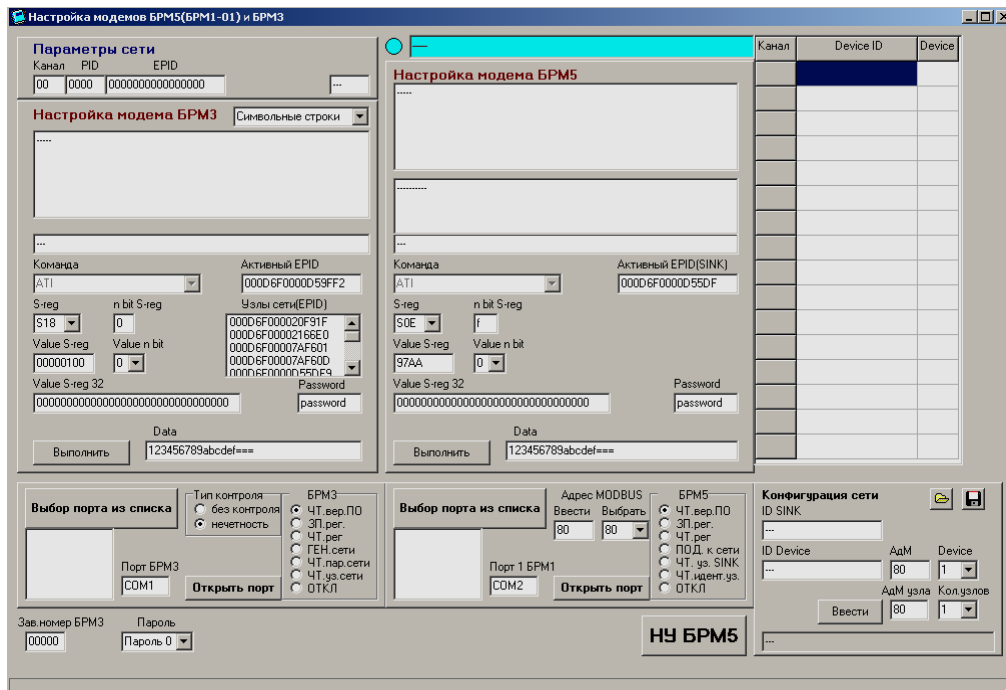 Настройка модемов БРМ5(БРМ1-01) и БРМ3
Параметры сети
Канал PID EPID
00 0000 0000000000000000 ---
Настройка модема БРМ3 Символьные строки
-----
---
Команда Активный EPID
ATI 000D6F0000D59FF2
S-reg n bit S-reg Узлы сети(EPID)
S18 0
000D6F000020F91F
000D6F00002166E0
000D6F00007AF601
000D6F00007AF60D
000D6F0000D55DF9
Value S-reg Value n bit
00000100 0
Value S-reg 32 Password
00000000000000000000000000000000 password
Data
Выполнить 123456789abcdef===
---
Настройка модема БРМ5
-----
----------
---
Команда Активный EPID(SINK)
ATI 000D6F0000D55DF
S-reg n bit S-reg
S0E f
Value S-reg Value n bit
97AA 0
Value S-reg 32 Password
00000000000000000000000000000000 password
Data
Выполнить 123456789abcdef===
Канал Device ID Device
Выбор порта из списка
Тип контроля
без контроля
нечетность
Порт БРМ3
COM1 Открыть порт
БРМ3
ЧТ.вер.ПО
ЗП.рег.
ЧТ.рег
ГЕН.сети
ЧТ.пар.сети
ЧТ.уз.сети
ОТКЛ
Выбор порта из списка
Адрес MODBUS
Ввести Выбрать
80 80
Порт 1 БРМ1
COM2 Открыть порт
БРМ5
ЧТ.вер.ПО
ЗП.рег.
ЧТ.рег
ПОД. к сети
ЧТ. уз. SINK
ЧТ.идент.уз.
ОТКЛ
Конфигурация сети
ID SINK
---
ID Device АдМ Device
--- 80 1
АдМ узла Кол.узлов
Ввести 80 1
---
Зав.номер БРМ3 Пароль
00000 Пароль 0
НУ БРМ5